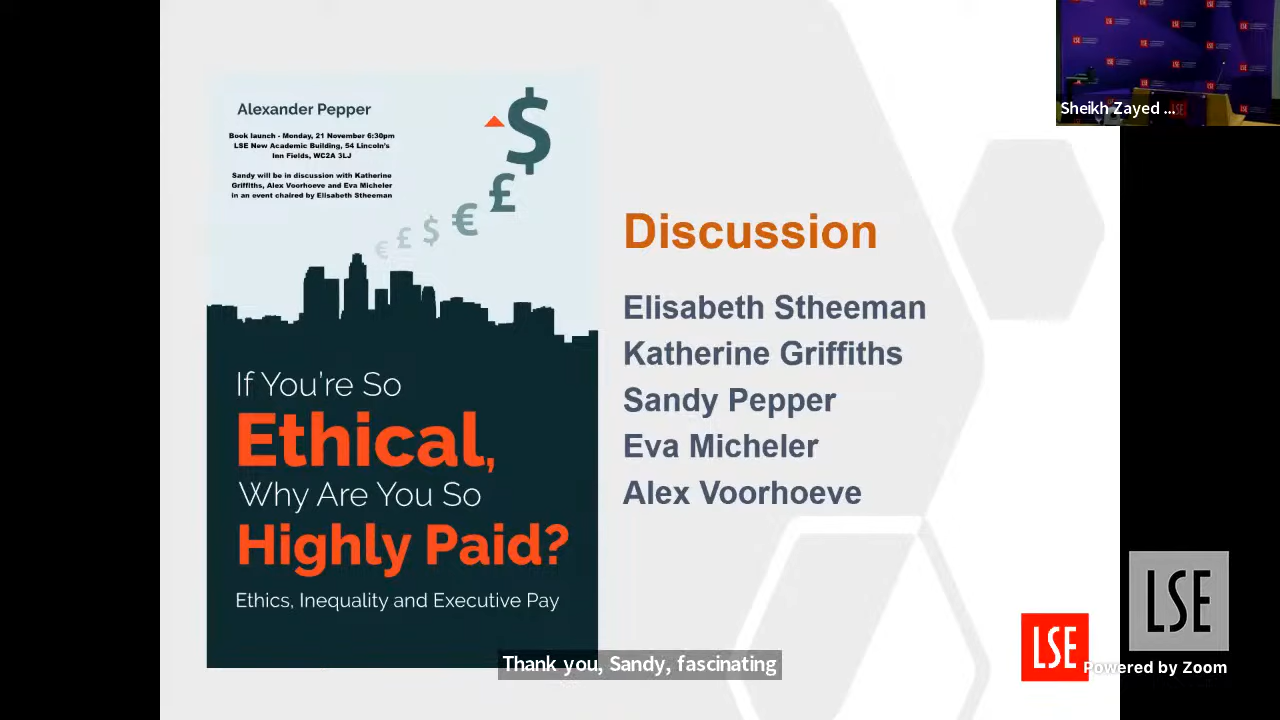 Alexander Pepper
Book launch - Monday, 21 November 6:30pm
LSE New Academic Building, 54 Lincoln's
Inn Fields, WC2A 3LJ
Sandy will be in discussion with Katherine
Griffiths, Alex Voorhoeve and Eva Micheler
in an event chaired by Elisabeth Stheeman
$
£
€
$
£
€
If You're So
Ethical,
Why Are You So
Highly Paid?
Ethics, Inequality and Executive Pay
Discussion
Elisabeth Stheeman
Katherine Griffiths
Sandy Pepper
Eva Micheler
Alex Voorhoeve
Sheikh Zayed ...
LSE
LSE
Powered by Zoom
Thank you, Sandy, fascinating